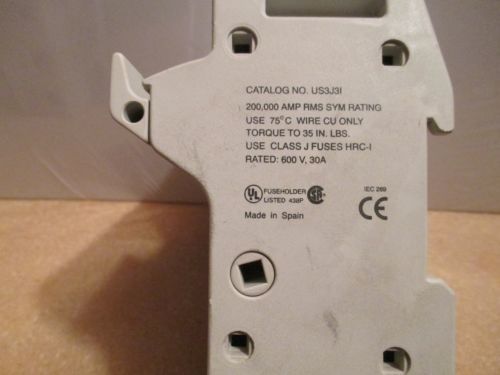 CATALOG NO. US3J3I
200,000 AMP RMS SYM RATING
USE 75°C WIRE CU ONLY
TORQUE TO 35 IN. LBS.
USE CLASS J FUSES HRC-I
RATED: 600 V, 30A
UL FUSEHOLDER LISTED 438P
IEC 269
CE
Made in Spain